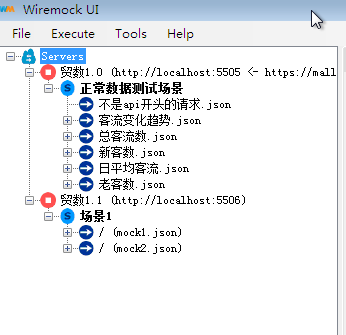 Wiremock UI
File Execute Tools Help
Servers
贸数1.0 (http://localhost:5505 <- https://mall
正常数据测试场景
不是api开头的请求.json
客流变化趋势.json
总客流数.json
新客数.json
日平均客流.json
老客数.json
贸数1.1 (http://localhost:5506)
场景1
/ (mock1.json)
/ (mock2.json)